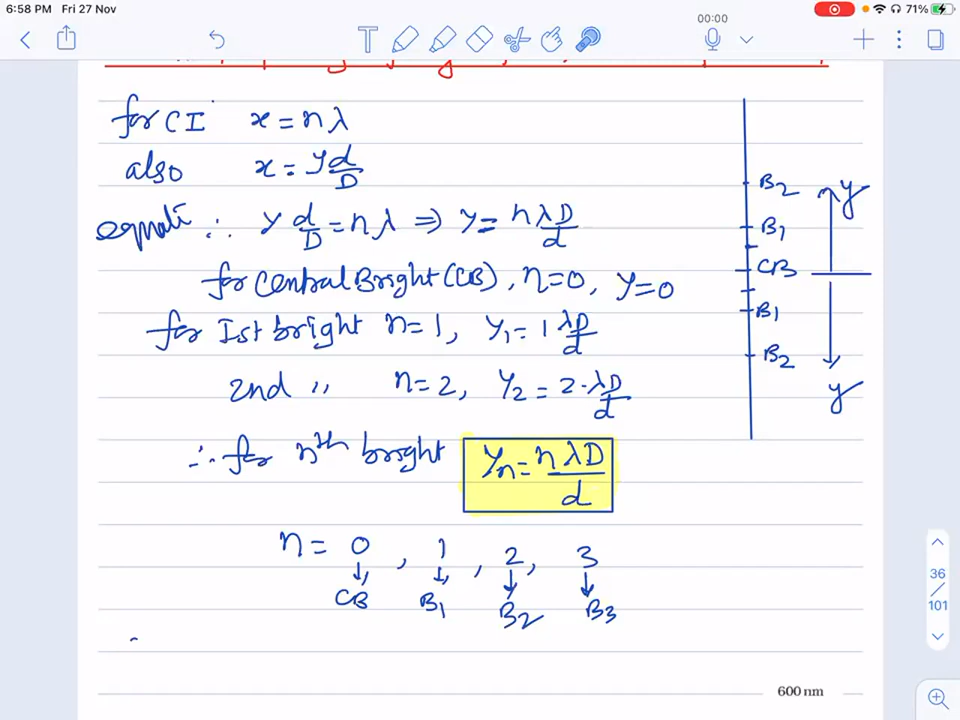 6:58 PM Fri 27 Nov
71%
00:00
for CI x = nλ
also x = y d/D
equati ∴ y d/D = nλ ⇒ y = nλD/d
for Central Bright (CB), n=0, y=0
for Ist bright n=1, y₁ = 1 λD/d
2nd ,, n=2, y₂ = 2·λD/d
∴ for nth bright yₙ = nλD/d
n = 0, 1, 2, 3
CB B₁ B₂ B₃
B₂
y
B₁
CB
B₁
B₂
y
36
/
101
600 nm